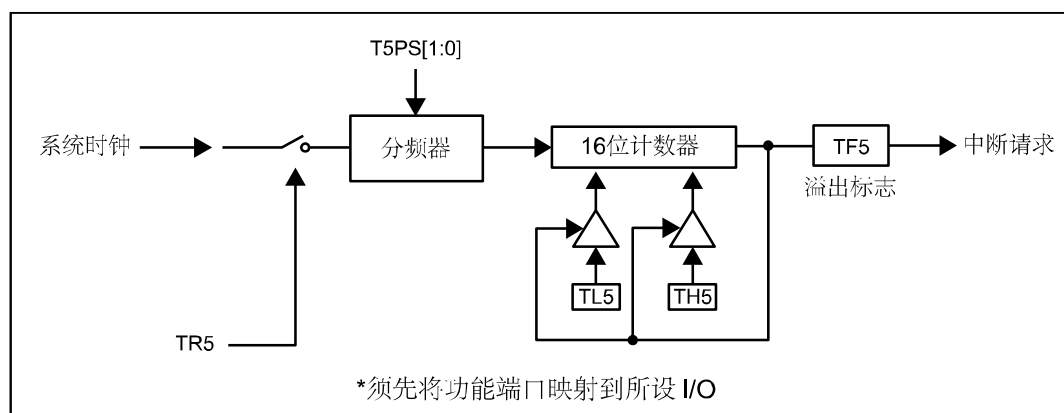 T5PS[1:0]
系统时钟
分频器
16位计数器
TF5
中断请求
溢出标志
TL5
TH5
TR5
*须先将功能端口映射到所设 I/O